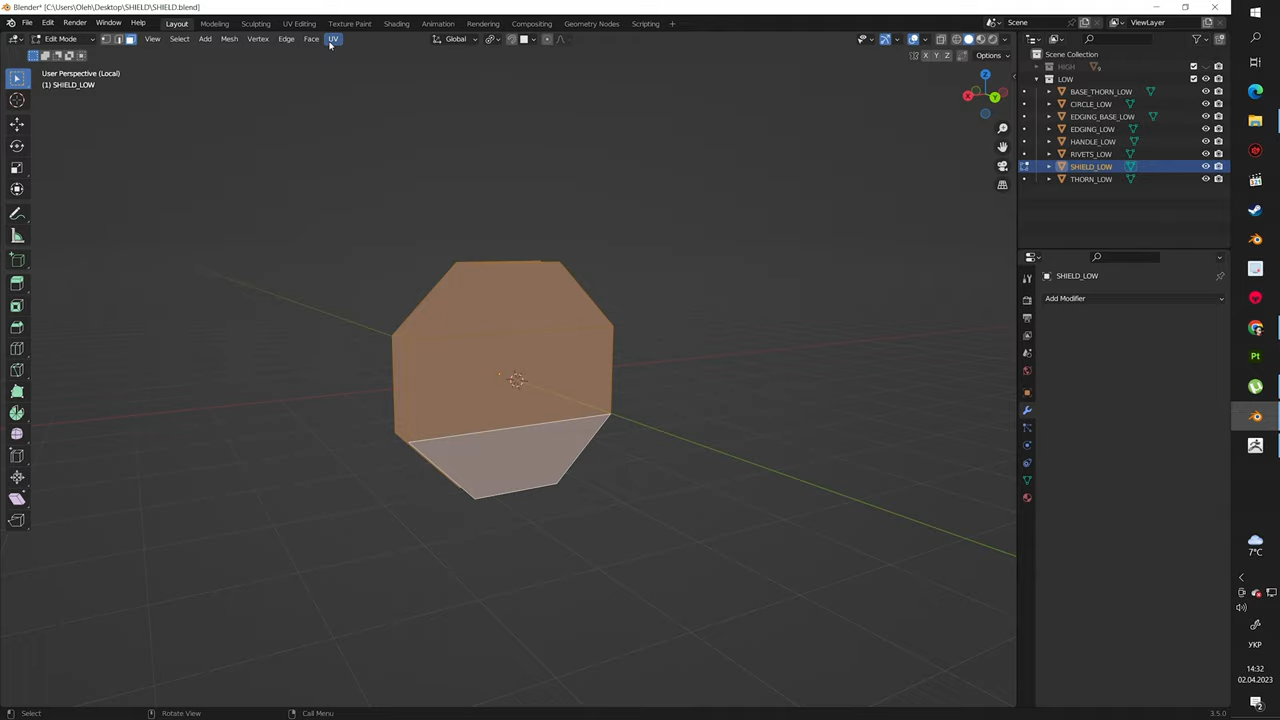 Blender* [C:\Users\Oleh\Desktop\SHIELD\SHIELD.blend]
File Edit Render Window Help Layout Modeling Sculpting UV Editing Texture Paint Shading Animation Rendering Compositing Geometry Nodes Scripting + Scene ViewLayer
Edit Mode View Select Add Mesh Vertex Edge Face UV Global
X Y Z Options
User Perspective (Local)
(1) SHIELD_LOW
X Y Z
Scene Collection
HIGH
LOW
BASE_THORN_LOW
CIRCLE_LOW
EDGING_BASE_LOW
EDGING_LOW
HANDLE_LOW
RIVETS_LOW
SHIELD_LOW
THORN_LOW
SHIELD_LOW
Add Modifier
Pt
7°C
УКР
14:32
02.04.2023
Select Rotate View Call Menu 3.5.0